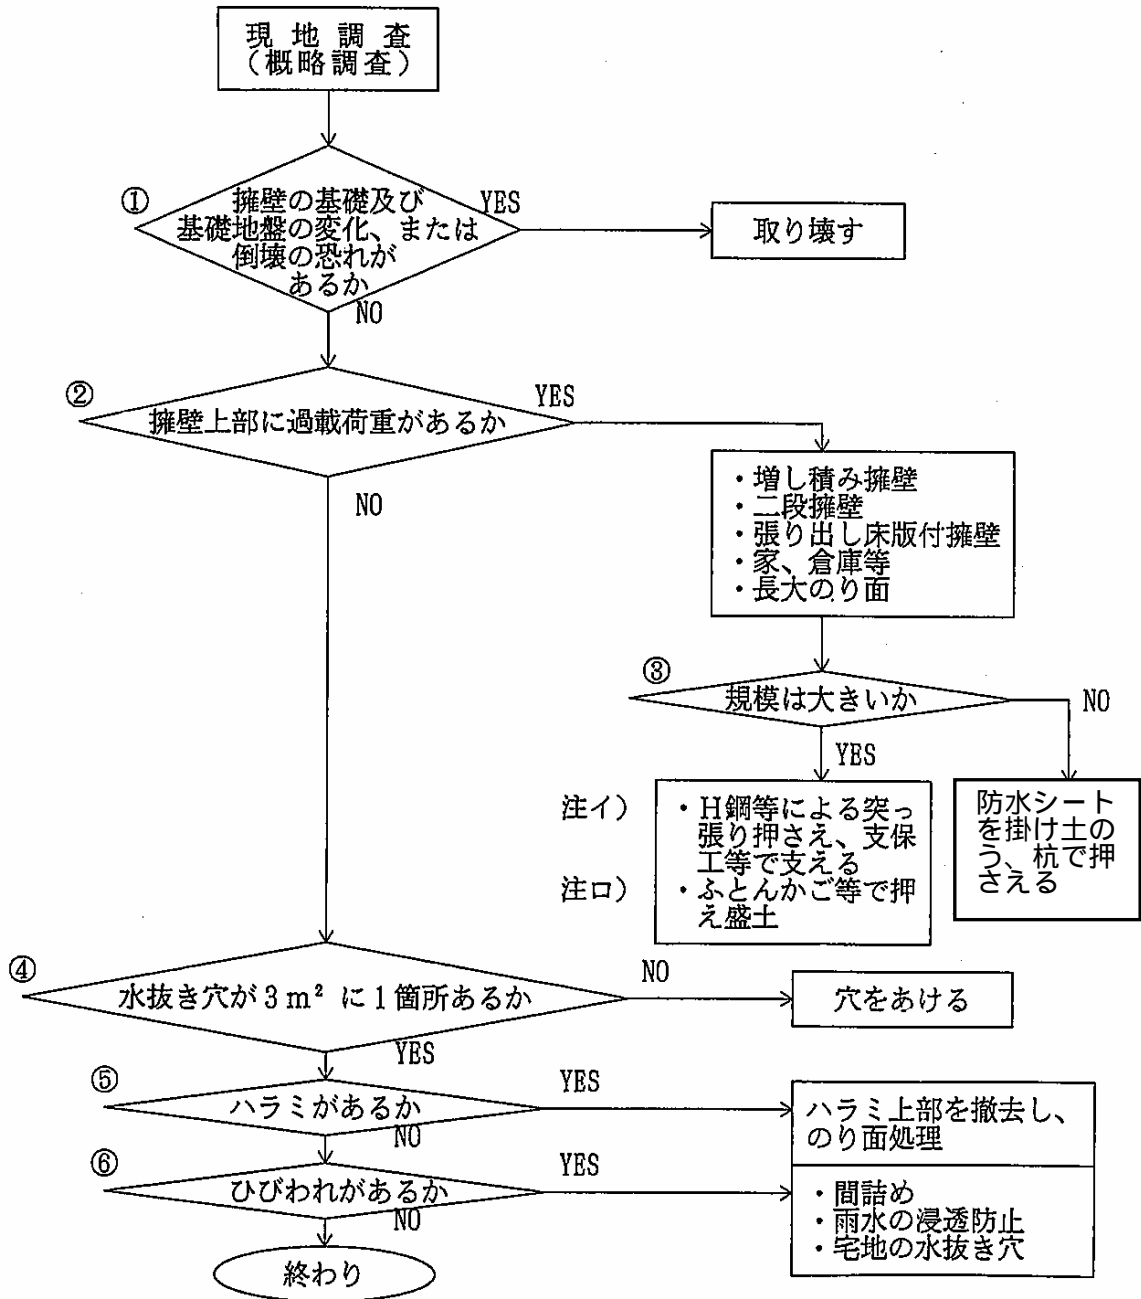 現地調査
（概略調査）
①
擁壁の基礎及び
基礎地盤の変化、または
倒壊の恐れが
あるか
YES
取り壊す
NO
②
擁壁上部に過載荷重があるか
YES
NO
・増し積み擁壁
・二段擁壁
・張り出し床版付擁壁
・家、倉庫等
・長大のり面
③
規模は大きいか
NO
YES
注イ）
・H鋼等による突っ
張り押さえ、支保
工等で支える
注ロ）
・ふとんかご等で押
え盛土
防水シート
を掛け土の
う、杭で押
さえる
④
水抜き穴が3m²に1箇所あるか
NO
穴をあける
YES
⑤
ハラミがあるか
YES
ハラミ上部を撤去し、
のり面処理
NO
⑥
ひびわれがあるか
YES
・間詰め
・雨水の浸透防止
・宅地の水抜き穴
NO
終わり